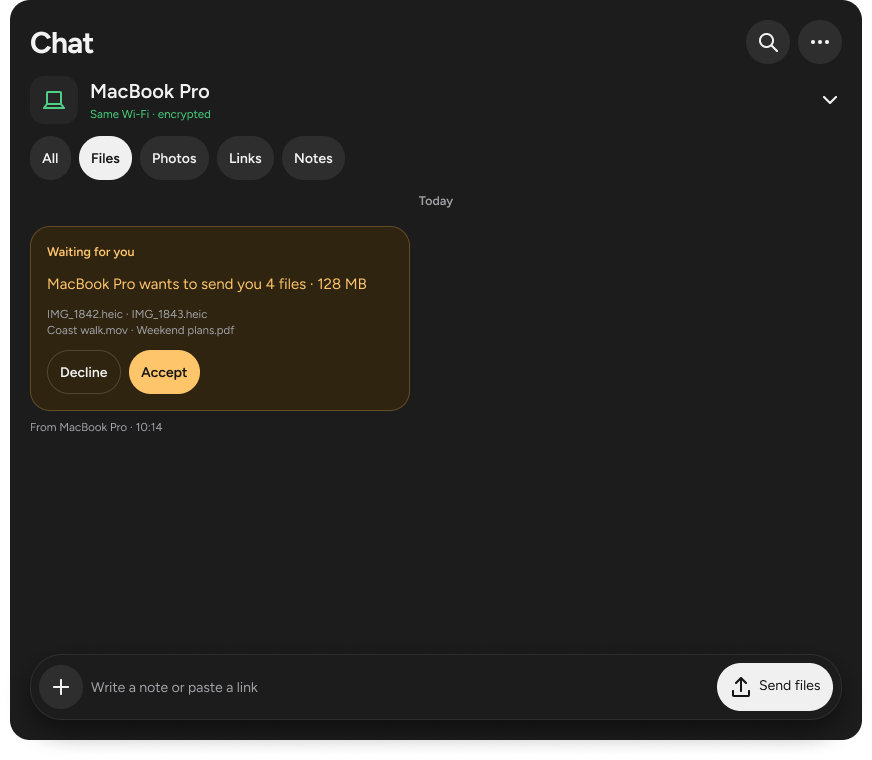 Chat
MacBook Pro
Same Wi-Fi · encrypted
All
Files
Photos
Links
Notes
Today
Waiting for you
MacBook Pro wants to send you 4 files · 128 MB
IMG_1842.heic · IMG_1843.heic
Coast walk.mov · Weekend plans.pdf
Decline
Accept
From MacBook Pro · 10:14
Write a note or paste a link
Send files